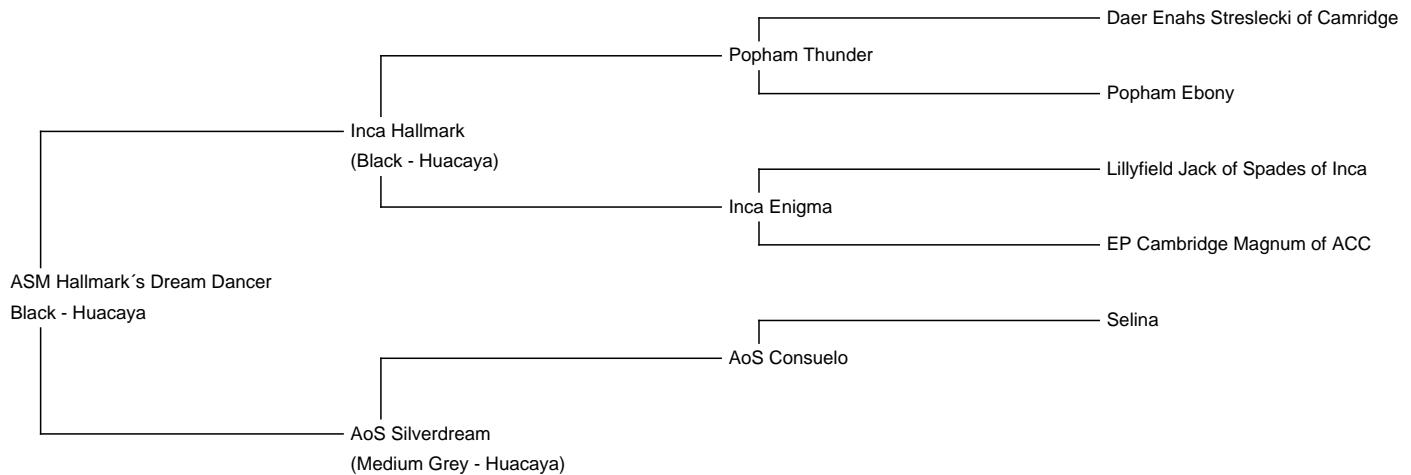 Daer Enahs Streslecki of Camridge
Popham Thunder
Popham Ebony
Inca Hallmark
(Black - Huacaya)
Lillyfield Jack of Spades of Inca
Inca Enigma
EP Cambridge Magnum of ACC
ASM Hallmark´s Dream Dancer
Black - Huacaya
Selina
AoS Consuelo
AoS Silverdream
(Medium Grey - Huacaya)